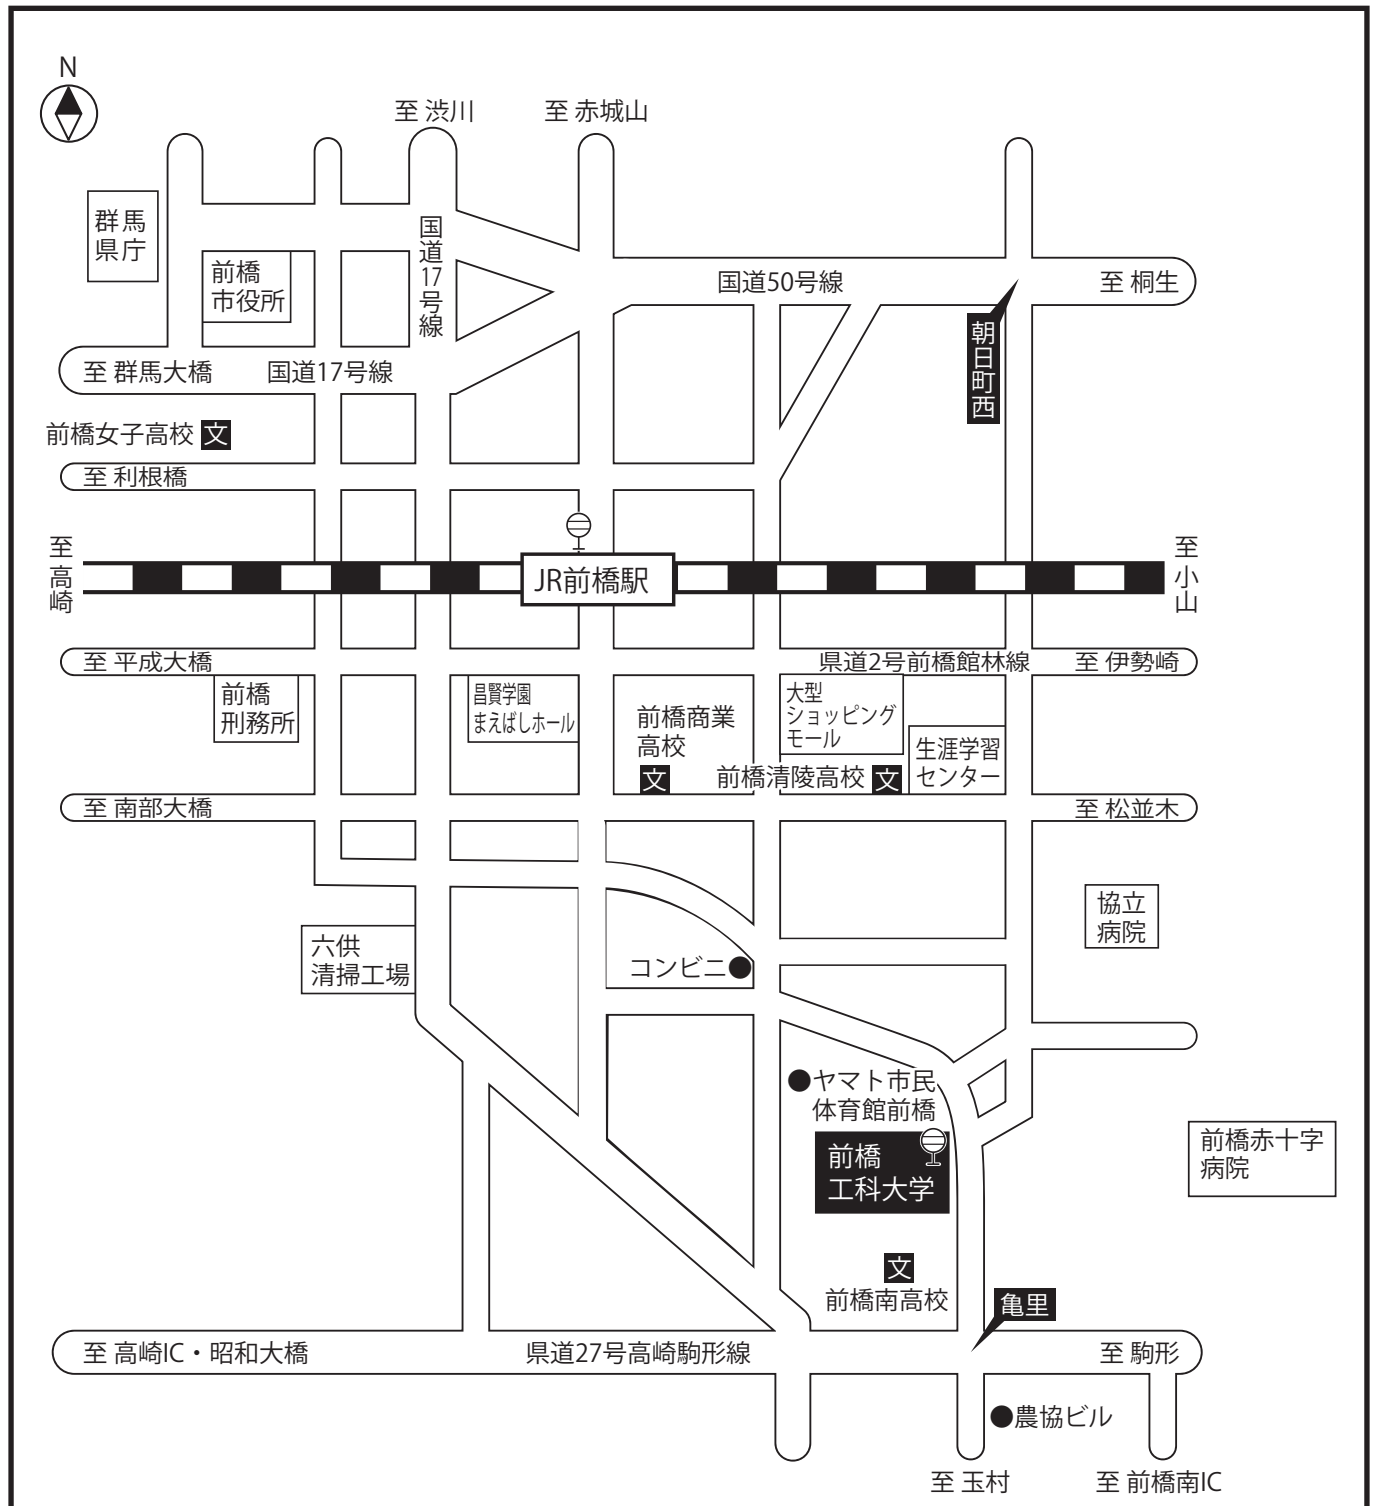 N
至 渋川
至 赤城山
群馬
県庁
国道17号線
前橋
市役所
国道50号線
至 桐生
朝日町西
至 群馬大橋
国道17号線
前橋女子高校
文
至 利根橋
至高崎
JR前橋駅
至小山
至 平成大橋
県道2号前橋館林線
至 伊勢崎
前橋
刑務所
昌賢学園
まえばしホール
前橋商業
高校
文
大型
ショッピング
モール
前橋清陵高校
文
生涯学習
センター
至 南部大橋
至 松並木
協立
病院
六供
清掃工場
コンビニ
ヤマト市民
体育館前橋
前橋
工科大学
前橋赤十字
病院
文
前橋南高校
亀里
至 高崎IC・昭和大橋
県道27号高崎駒形線
至 駒形
農協ビル
至 玉村
至 前橋南IC